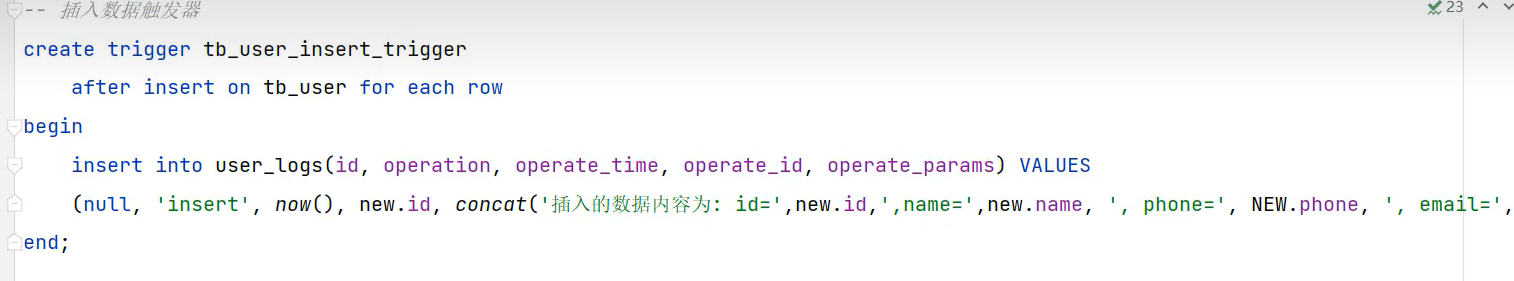 -- 插入数据触发器
23
create trigger tb_user_insert_trigger
after insert on tb_user for each row
begin
insert into user_logs(id, operation, operate_time, operate_id, operate_params) VALUES
(null, 'insert', now(), new.id, concat('插入的数据内容为: id=',new.id,',name=',new.name, ', phone=', NEW.phone, ', email=',
end;